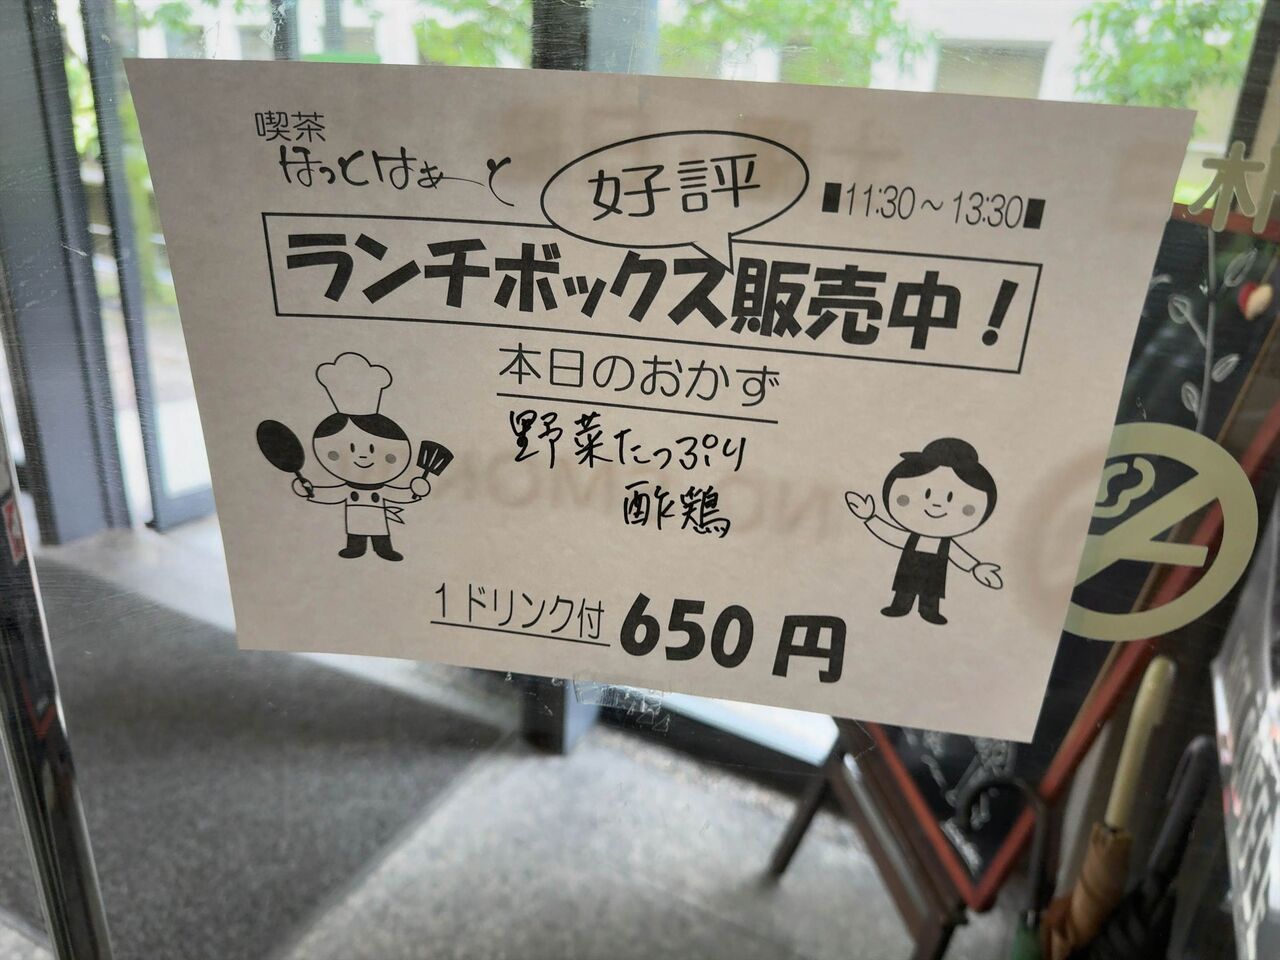 喫茶
ほっとはぁーと
好評
■11:30～13:30■
ランチボックス販売中！
本日のおかず
野菜たっぷり
酢鶏
1ドリンク付 650円